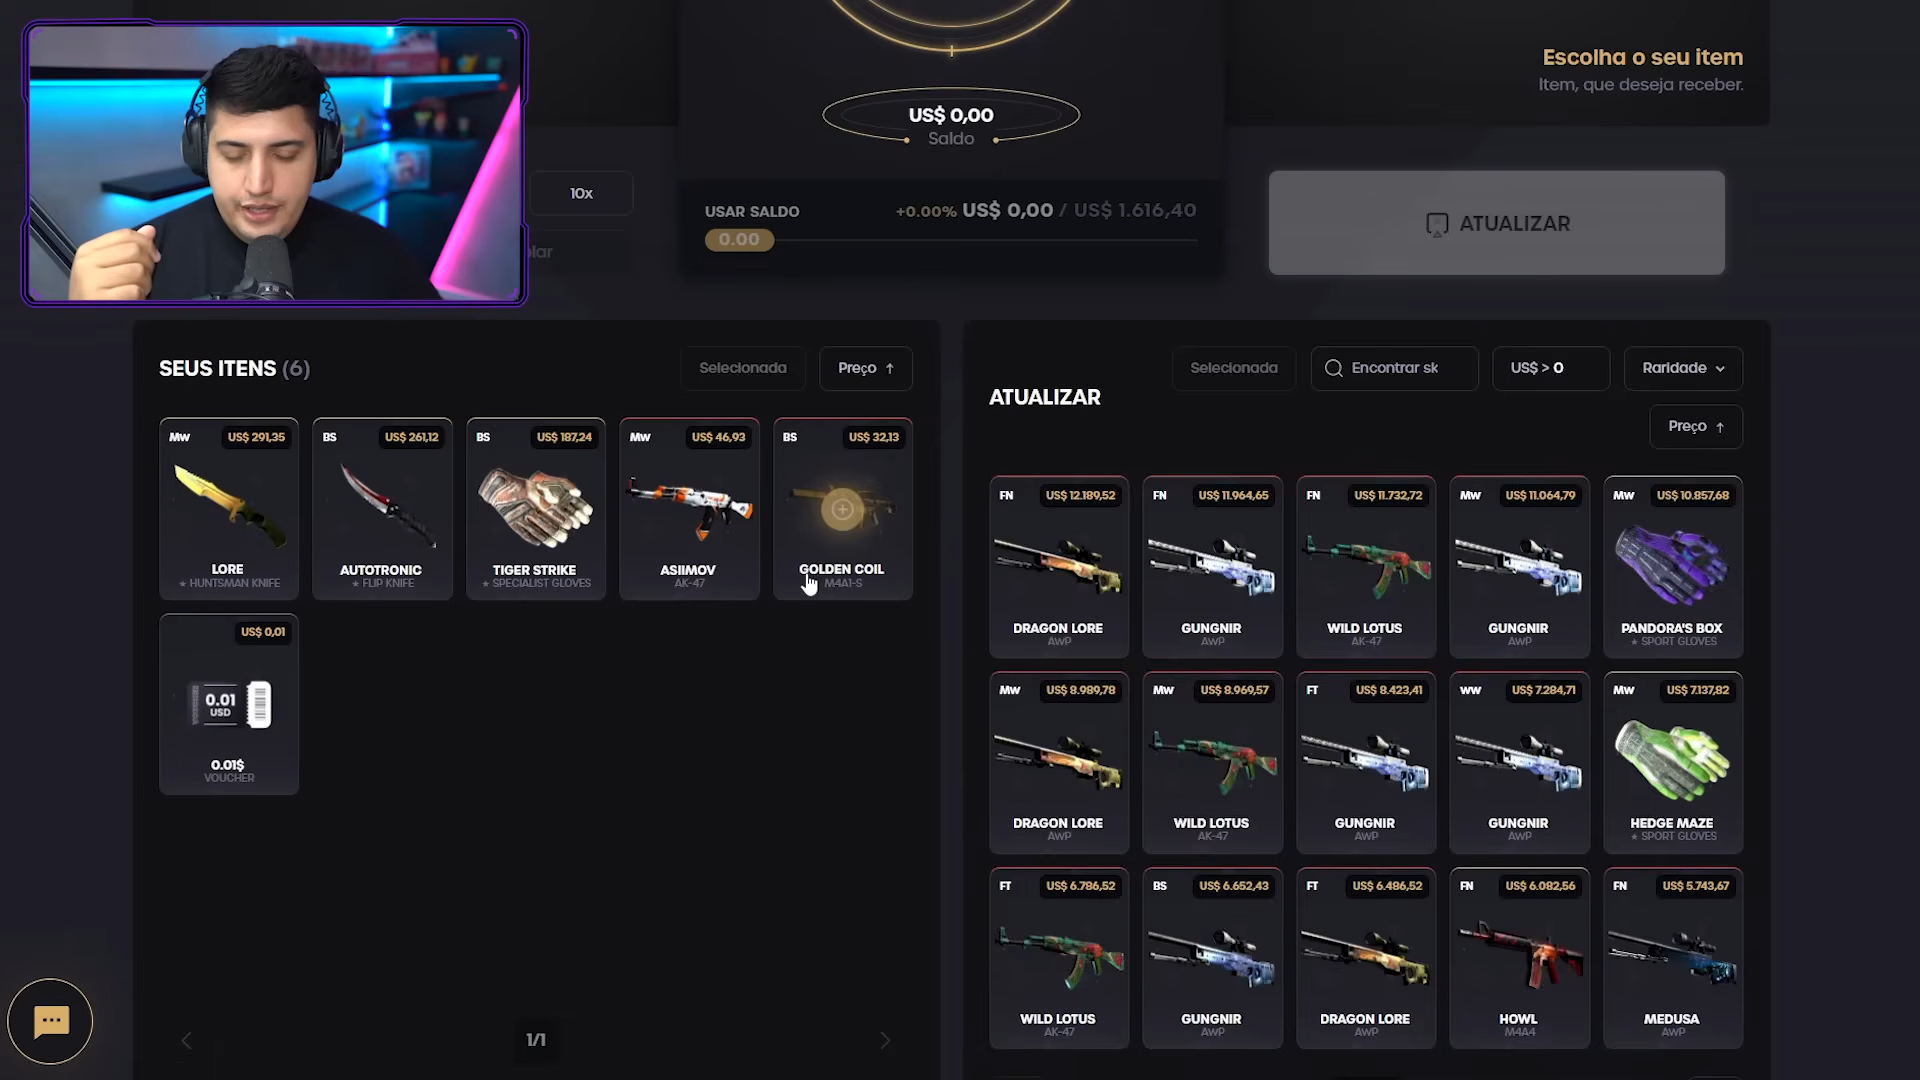 Escolha o seu item
Item, que deseja receber.
US$ 0,00
Saldo
10x
USAR SALDO
+0.00% US$ 0,00 / US$ 1.616,40
0.00
ATUALIZAR
SEUS ITENS (6)
Selecionada
Preço ↑
Mw US$ 291,35
LORE
★ HUNTSMAN KNIFE
BS US$ 261,12
AUTOTRONIC
★ FLIP KNIFE
BS US$ 187,24
TIGER STRIKE
★ SPECIALIST GLOVES
Mw US$ 46,93
ASIIMOV
AK-47
BS US$ 32,13
GOLDEN COIL
M4A1-S
US$ 0,01
0.01
USD
0.01$
VOUCHER
1/1
ATUALIZAR
Selecionada
Encontrar sk
US$ > 0
Raridade
Preço ↑
FN US$ 12.189,52
DRAGON LORE
AWP
FN US$ 11.964,65
GUNGNIR
AWP
FN US$ 11.732,72
WILD LOTUS
AK-47
Mw US$ 11.064,79
GUNGNIR
AWP
Mw US$ 10.857,68
PANDORA'S BOX
★ SPORT GLOVES
Mw US$ 8.989,78
DRAGON LORE
AWP
Mw US$ 8.969,57
WILD LOTUS
AK-47
FT US$ 8.423,41
GUNGNIR
AWP
WW US$ 7.284,71
GUNGNIR
AWP
Mw US$ 7.137,82
HEDGE MAZE
★ SPORT GLOVES
FT US$ 6.786,52
WILD LOTUS
AK-47
BS US$ 6.652,43
GUNGNIR
AWP
FT US$ 6.486,52
DRAGON LORE
AWP
FN US$ 6.082,56
HOWL
M4A4
FN US$ 5.743,67
MEDUSA
AWP